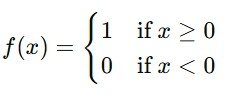 f(x) = { 1 if x ≥ 0
0 if x < 0